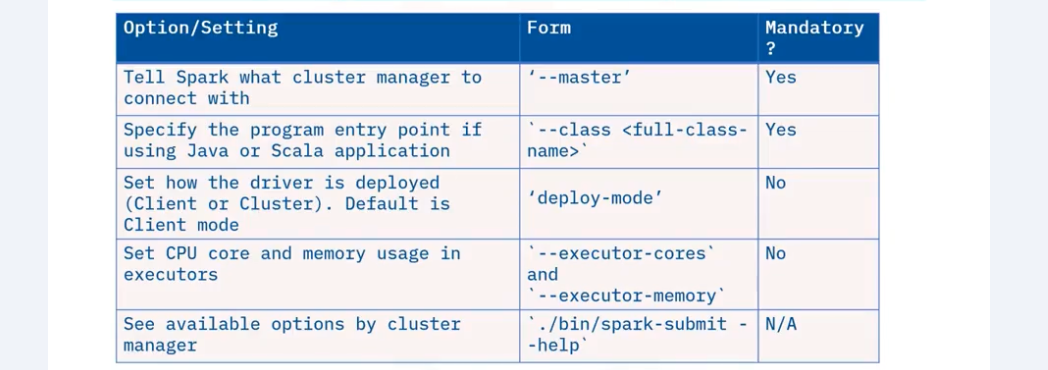 Option/Setting
Form
Mandatory
?
Tell Spark what cluster manager to
connect with
‘--master’
Yes
Specify the program entry point if
using Java or Scala application
`--class <full-class-
name>`
Yes
Set how the driver is deployed
(Client or Cluster). Default is
Client mode
‘deploy-mode’
No
Set CPU core and memory usage in
executors
`--executor-cores`
and
`--executor-memory`
No
See available options by cluster
manager
`./bin/spark-submit -
-help`
N/A